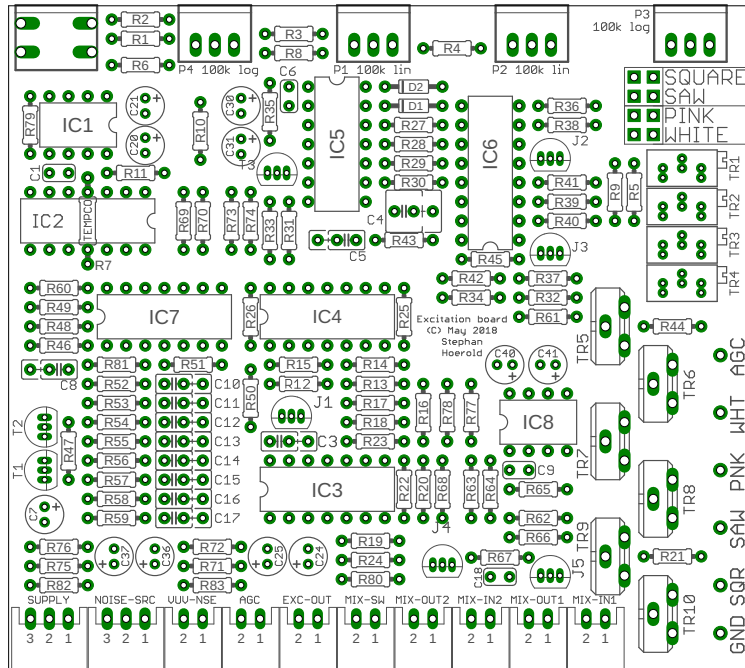 R2
R1
R6
P4 100k log
R3
R8
P1 100k lin
R4
P2 100k lin
P3
100k log
SQUARE
SAW
PINK
WHITE
R79
IC1
C21
C20
R10
C30
C31
R35
C6
T3
IC5
D2
D1
R27
R28
R29
R30
IC6
R36
R38
J2
R41
R39
R40
J3
R9
R5
TR1
TR2
TR3
TR4
C1
R11
IC2
TEMPCO
R7
R69
R70
R73
R74
R33
R31
C4
C5
R43
R45
R42
R34
R37
R32
R61
R60
R49
R48
R46
C8
IC7
R26
IC4
R25
Excitation board
(C) May 2018
Stephan
Hoerold
C40
C41
TR5
R44
TR6
AGC
R81
R52
R53
R54
R55
R56
R57
R58
R59
R51
C10
C11
C12
C13
C14
C15
C16
C17
R50
R15
R12
J1
C3
R14
R13
R17
R18
R23
R16
R78
R77
IC8
TR7
WHT
T2
T1
R47
C7
IC3
R22
R20
R68
R63
R64
C9
R65
R62
R66
TR8
PNK
SAW
R76
R75
R82
C37
C36
R72
R71
R83
C25
C24
R19
R24
R80
J4
R67
C18
J5
TR9
R21
TR10
SQR
GND
SUPPLY
NOISE-SRC
VUV-NSE
AGC
EXC-OUT
MIX-SW
MIX-OUT2
MIX-IN2
MIX-OUT1
MIX-IN1
3 2 1
3 2 1
2 1
2 1
2 1
2 1
2 1
2 1
2 1
2 1